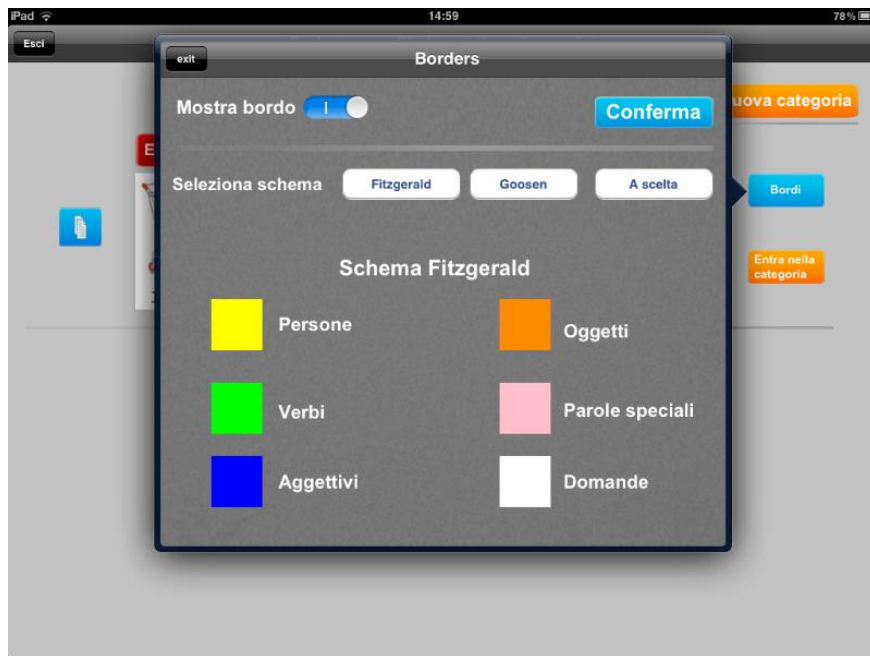 iPad 14:59 78%
Esci
exit Borders
Mostra bordo Conferma
uova categoria
E
Seleziona schema Fitzgerald Goosen A scelta
Bordi
Schema Fitzgerald
Entra nella
categoria
Persone Oggetti
Verbi Parole speciali
Aggettivi Domande